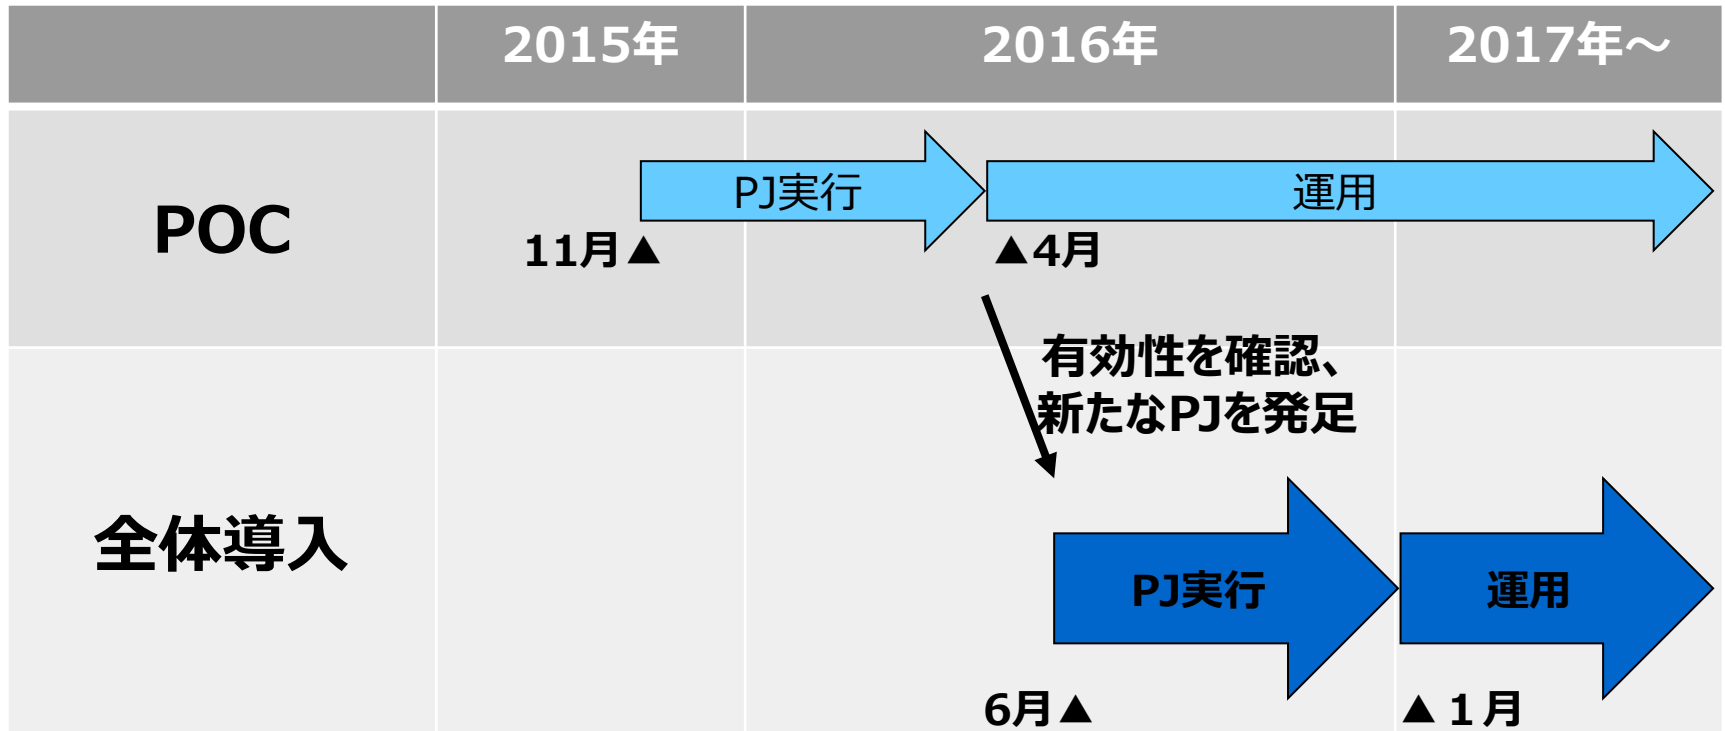 2015年
2016年
2017年～
POC
PJ実行
運用
11月▲
▲4月
有効性を確認、
新たなPJを発足
全体導入
PJ実行
運用
6月▲
▲１月